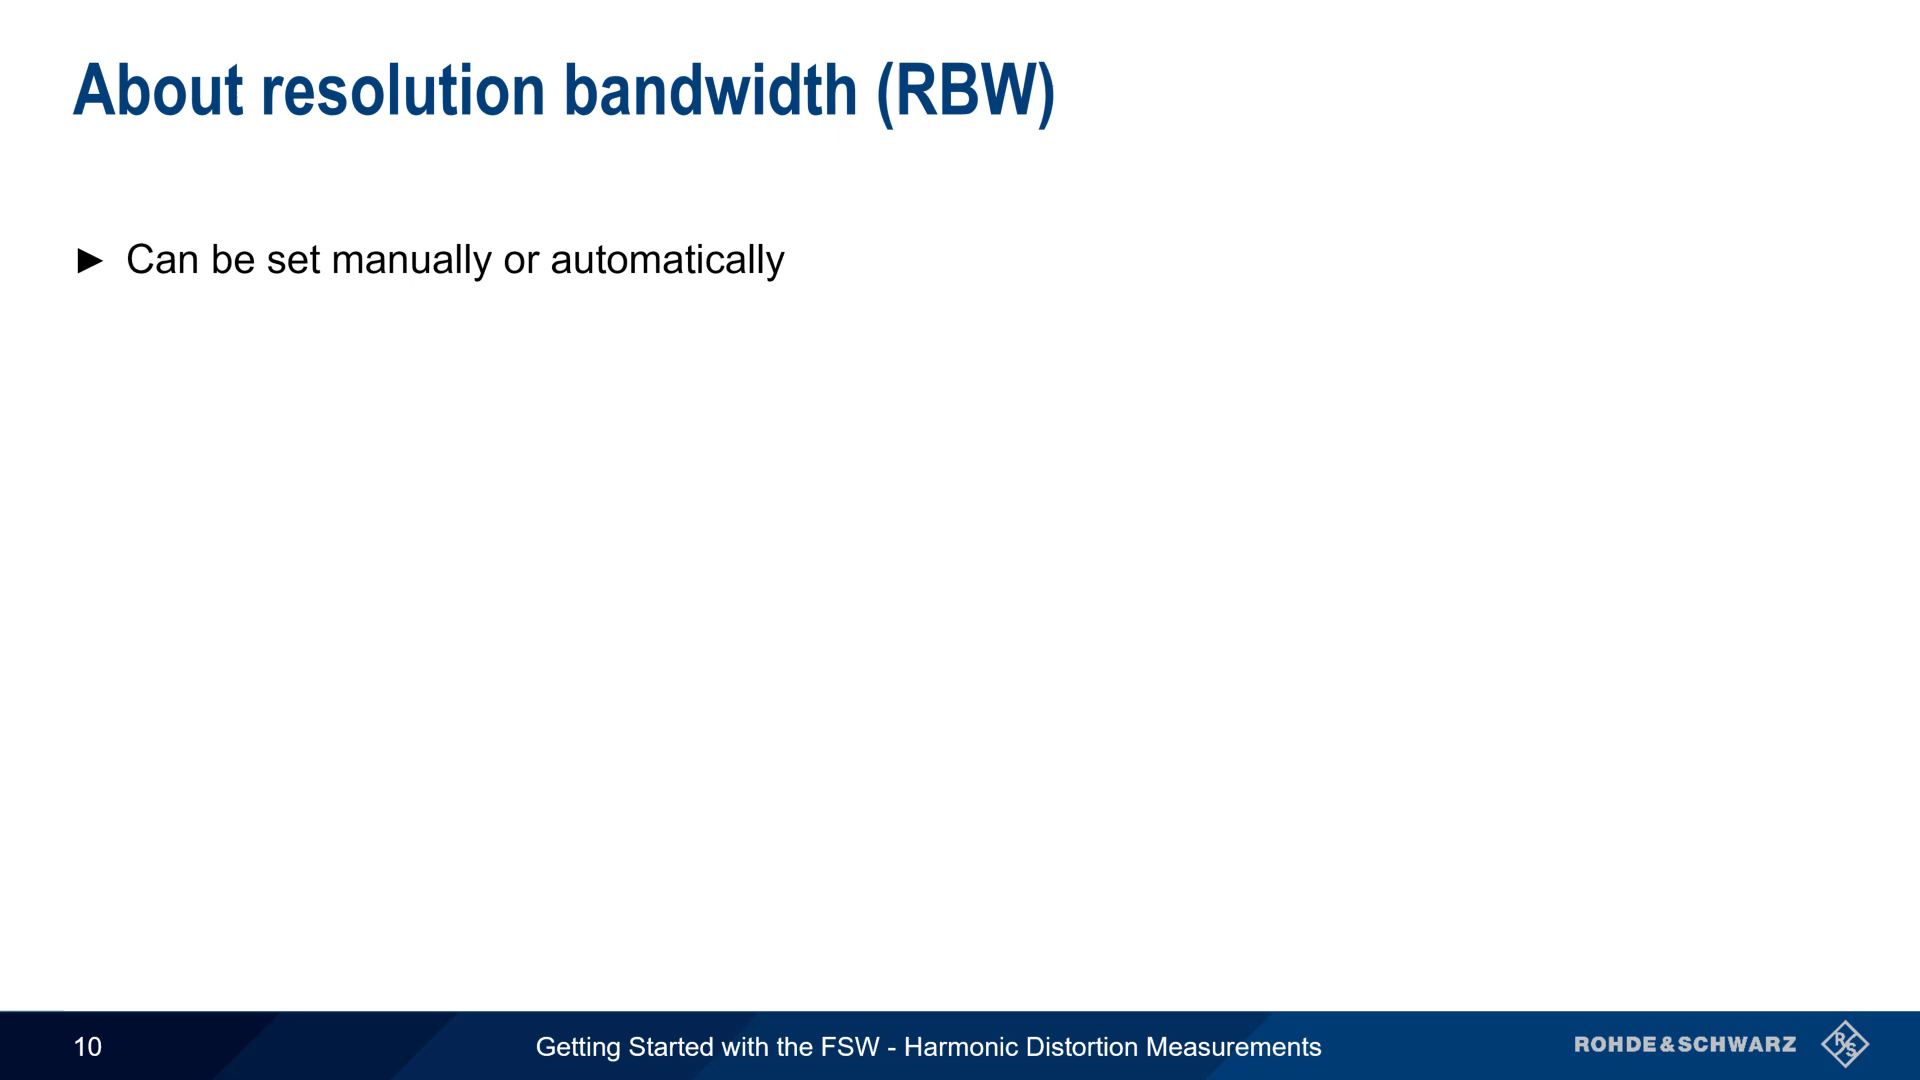 About resolution bandwidth (RBW)
► Can be set manually or automatically
10
Getting Started with the FSW - Harmonic Distortion Measurements
ROHDE&SCHWARZ
R&S